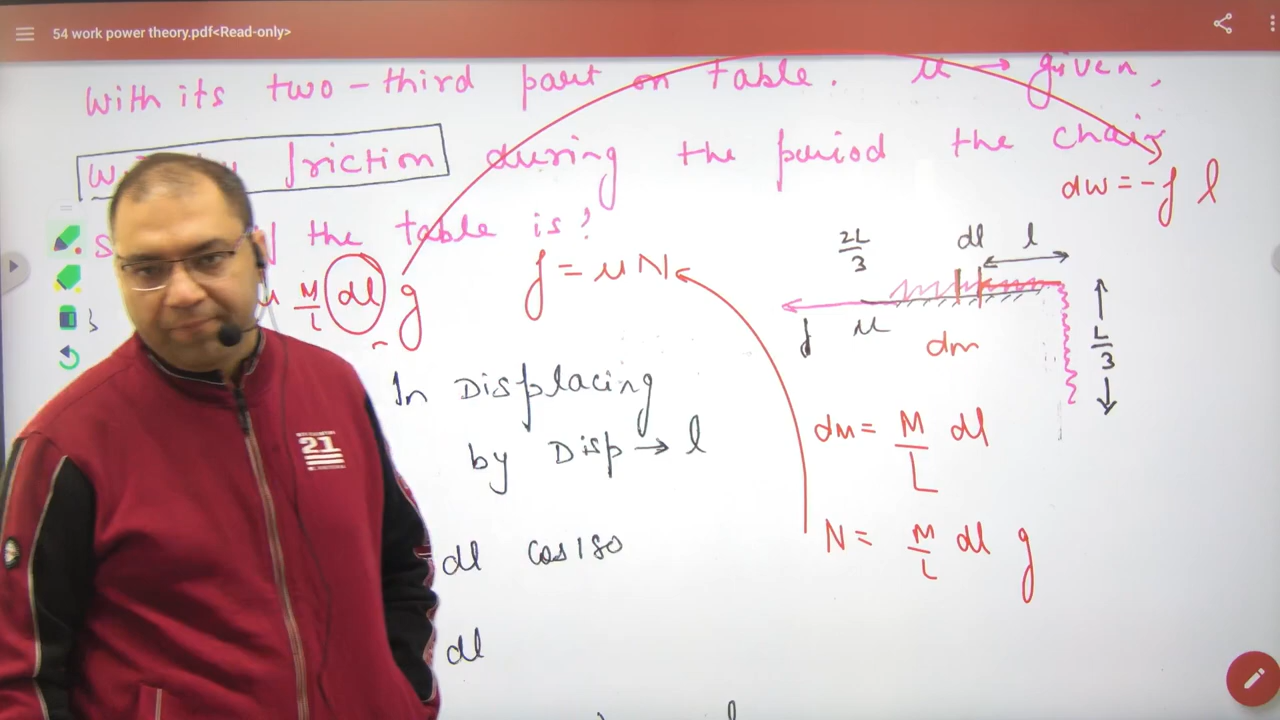 54 work power theory.pdf<Read-only>
with its two-third part on table. μ → given.
friction during the period the chain
dw = -f l
the table is?
M/L dl g
f = μN
2L/3
dl l
f μ
dm
L/3
In Displacing
by Disp → l
dm = M/L dl
N = M/L dl g
dl cos180
dl
21